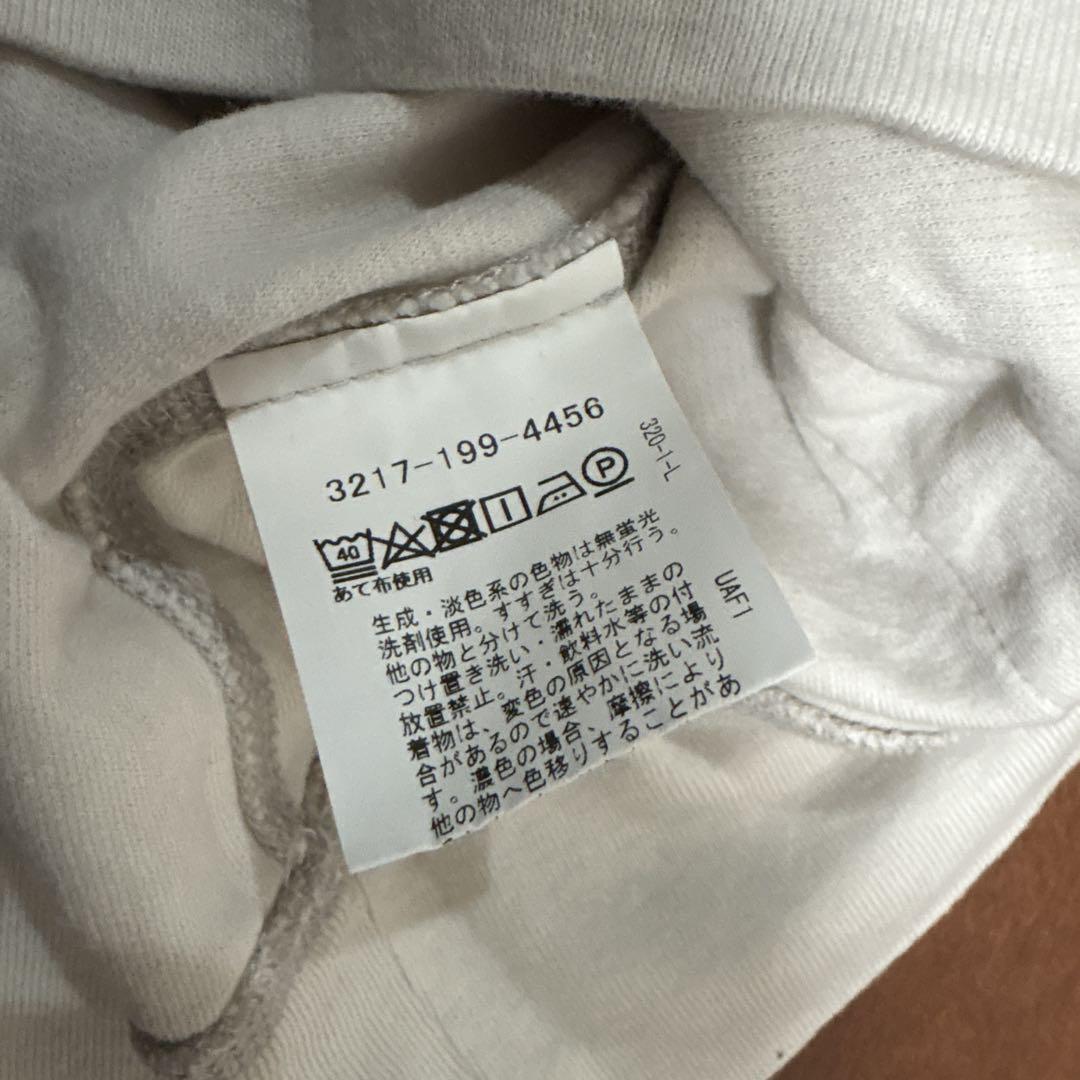 3217-199-4456
320-1-L
40
P
あて布使用
生成・淡色系の色物は無蛍光
洗剤使用。すすぎは十分行う。
他の物と分けて洗う。
つけ置き洗い・濡れたままの
放置禁止。汗・飲料水等の付
着物は、変色の原因となる場
合があるので速やかに洗い流
す。濃色の場合、摩擦により
他の物へ色移りすることがあ
UAF1